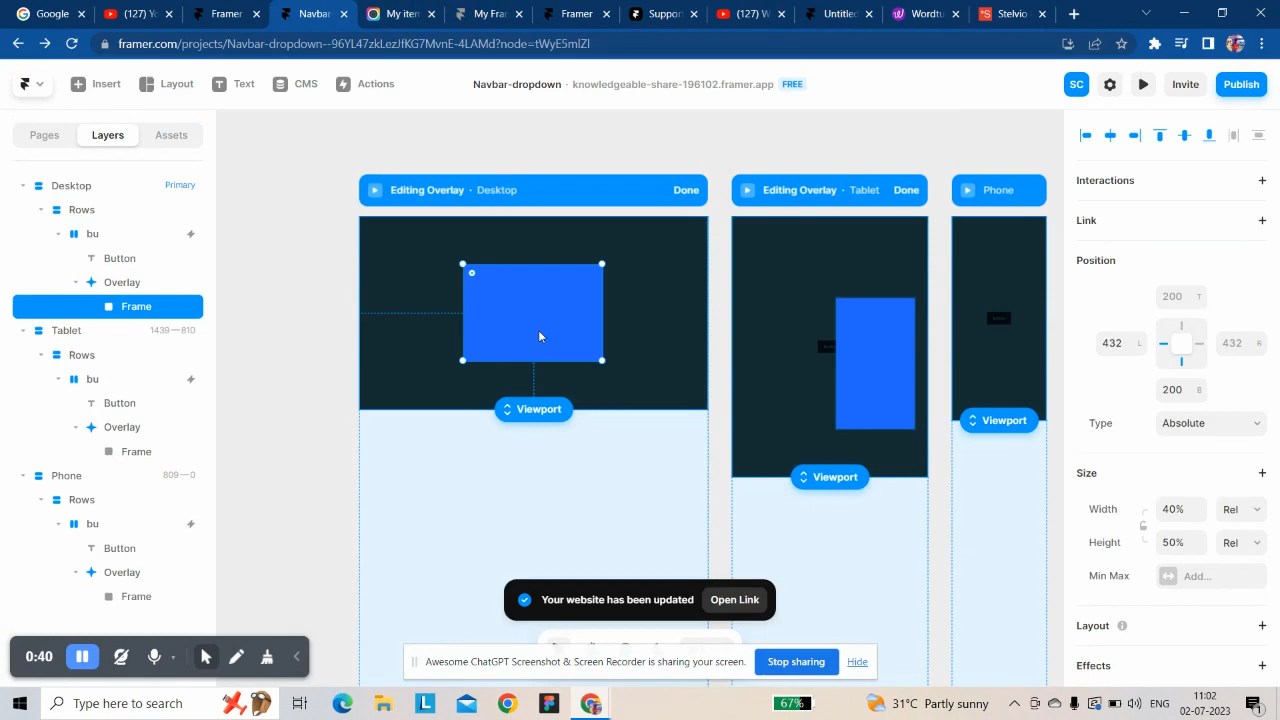 Google
(127) Y
Navbar
My iten
My Fra
Framer
Suppor
(127) W
Untitle
Wordtu
Stelvio
framer.com/projects/Navbar-dropdown--96YL47zkLezJfKG7MvnE-4LAMd?node=tWyE5mlZl
Insert
Layout
Text
CMS
Actions
Navbar-dropdown · knowledgeable-share-196102.framer.app FREE
SC
Invite
Publish
Pages
Layers
Assets
Desktop
Primary
Rows
bu
Button
Overlay
Frame
Tablet
1439—810
Rows
bu
Button
Overlay
Frame
Phone
809—0
Rows
bu
Button
Overlay
Frame
Editing Overlay · Desktop
Done
Editing Overlay · Tablet
Done
Phone
Viewport
Viewport
Viewport
Interactions
Link
Position
200 T
432 L
432 R
200 B
Type
Absolute
Size
Width
40%
Rel
Height
50%
Rel
Min Max
Add...
Layout
Effects
Your website has been updated
Open Link
0:40
Awesome ChatGPT Screenshot & Screen Recorder is sharing your screen.
Stop sharing
Hide
Type here to search
67%
31°C Partly sunny
ENG
11:02
02-07-2023
1